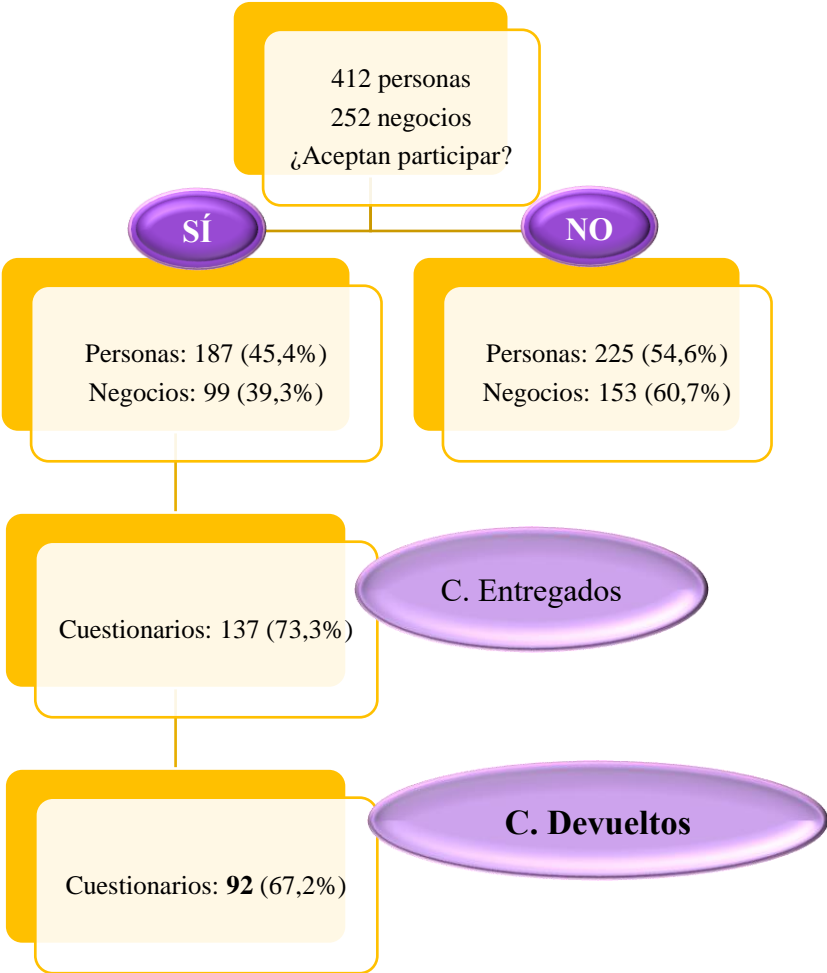 412 personas
252 negocios
¿Aceptan participar?
SÍ
NO
Personas: 187 (45,4%)
Negocios: 99 (39,3%)
Personas: 225 (54,6%)
Negocios: 153 (60,7%)
C. Entregados
Cuestionarios: 137 (73,3%)
C. Devueltos
Cuestionarios: 92 (67,2%)